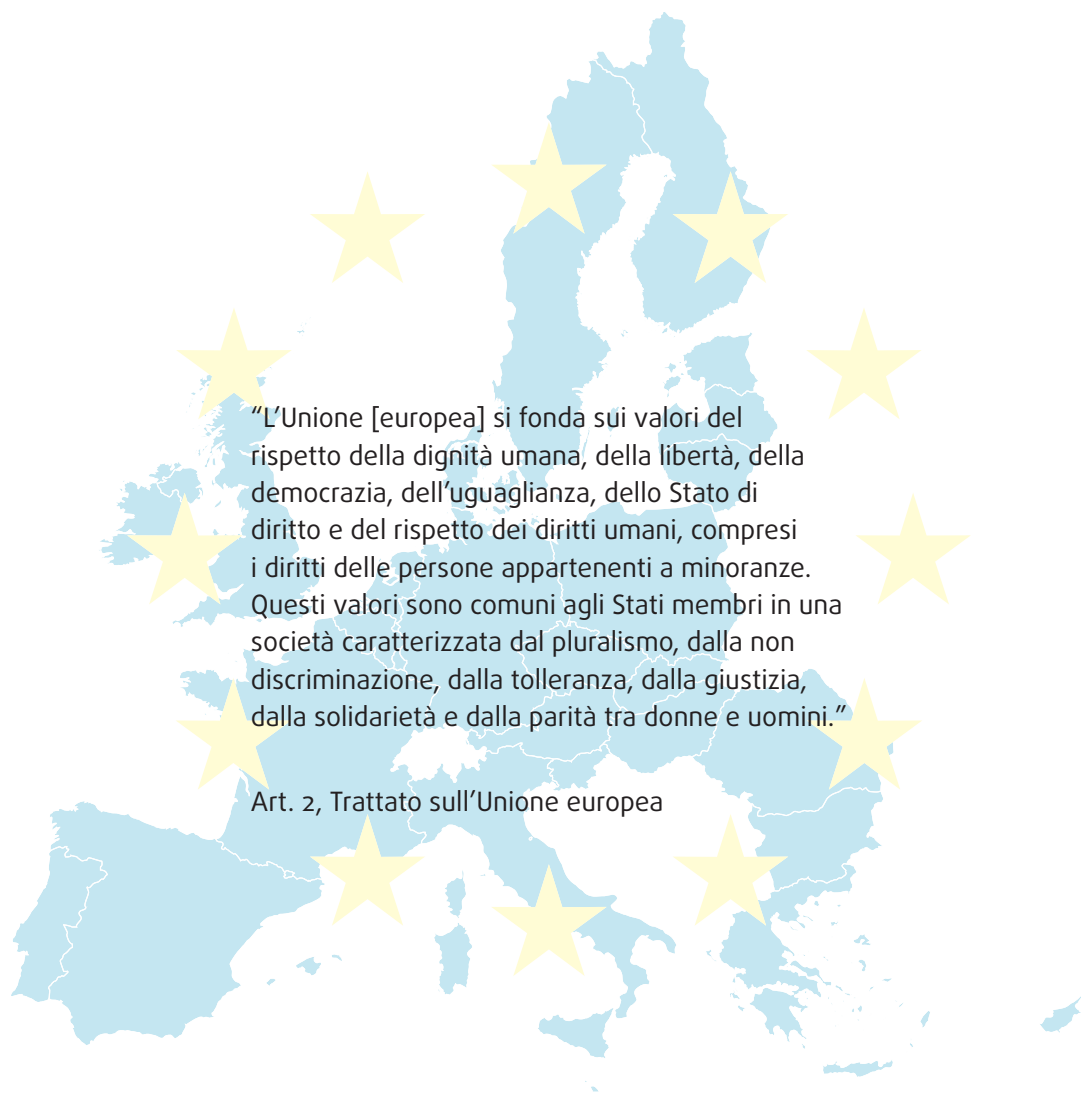 “L’Unione [europea] si fonda sui valori del
rispetto della dignità umana, della libertà, della
democrazia, dell’uguaglianza, dello Stato di
diritto e del rispetto dei diritti umani, compresi
i diritti delle persone appartenenti a minoranze.
Questi valori sono comuni agli Stati membri in una
società caratterizzata dal pluralismo, dalla non
discriminazione, dalla tolleranza, dalla giustizia,
dalla solidarietà e dalla parità tra donne e uomini.”
Art. 2, Trattato sull’Unione europea